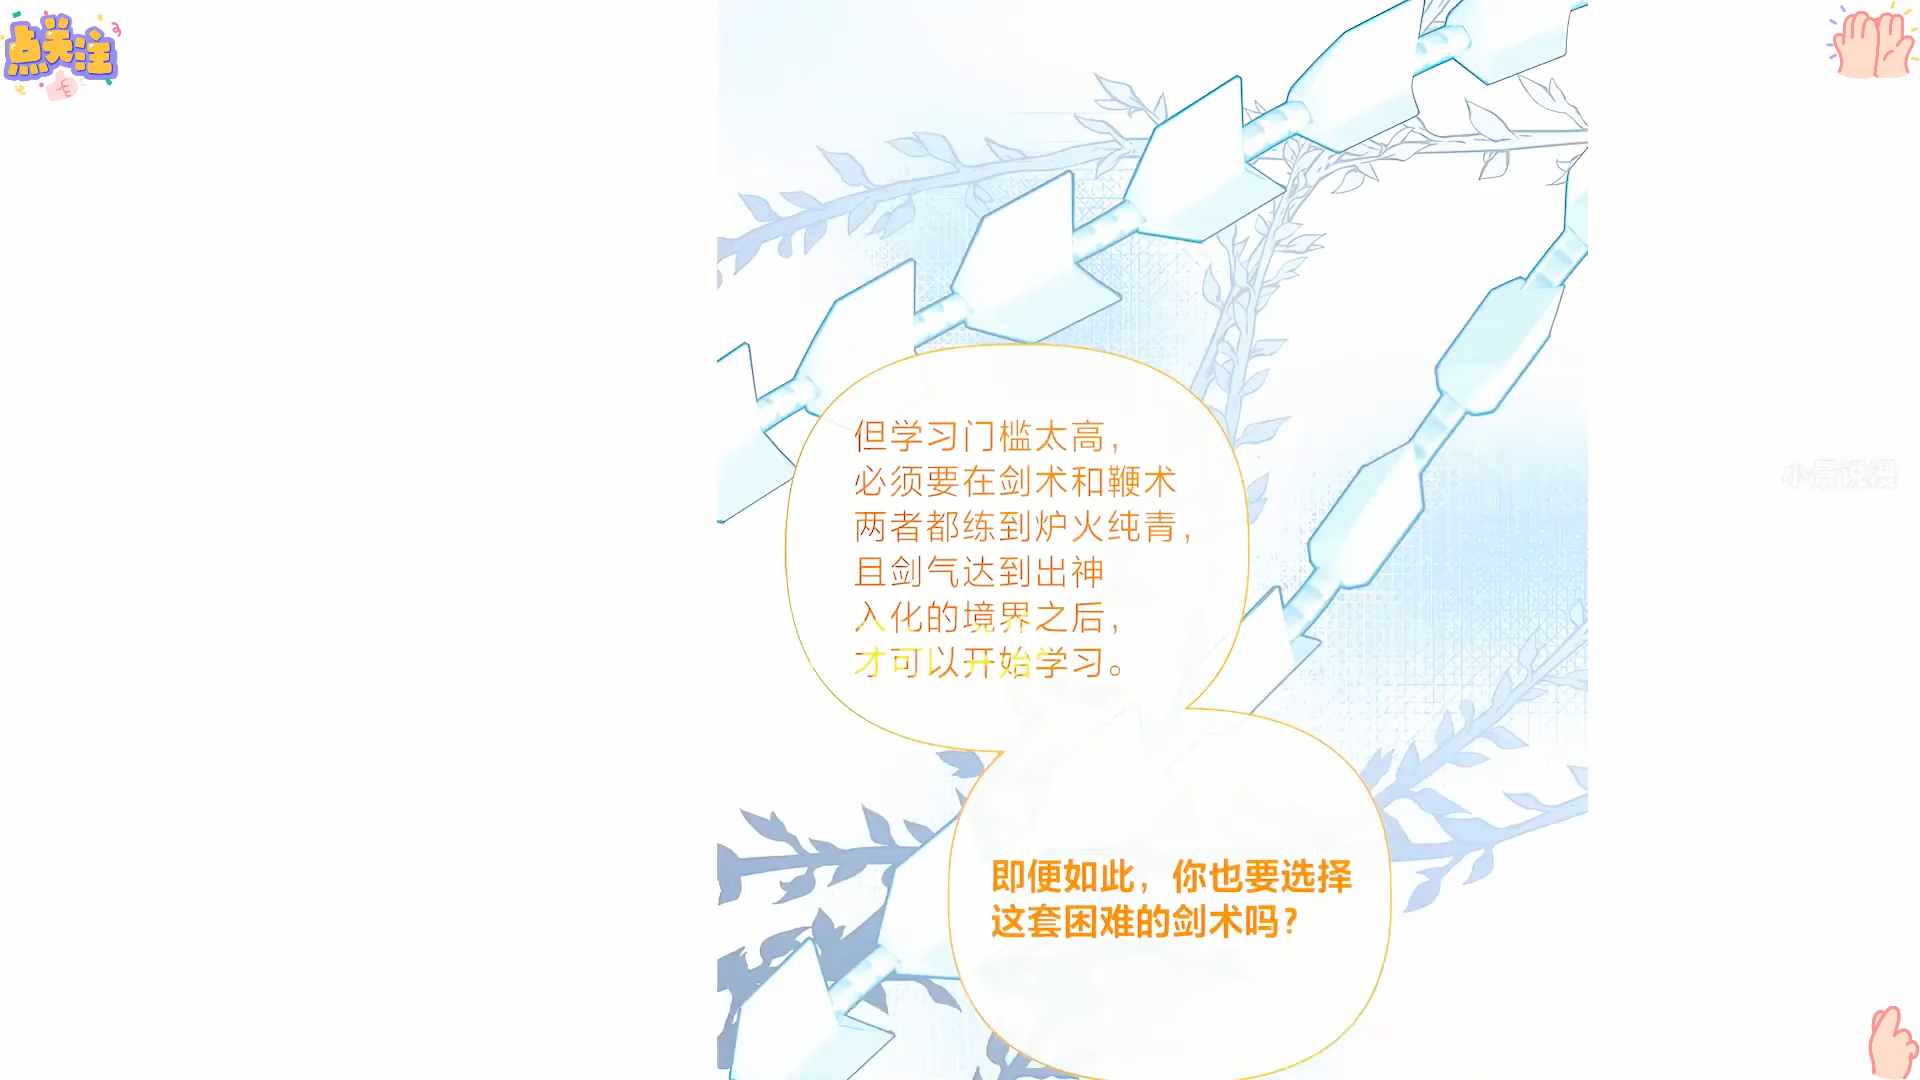 点关注
但学习门槛太高，
必须要在剑术和鞭术
两者都练到炉火纯青，
且剑气达到出神
入化的境界之后，
才可以开始学习。
即便如此，你也要选择
这套困难的剑术吗？